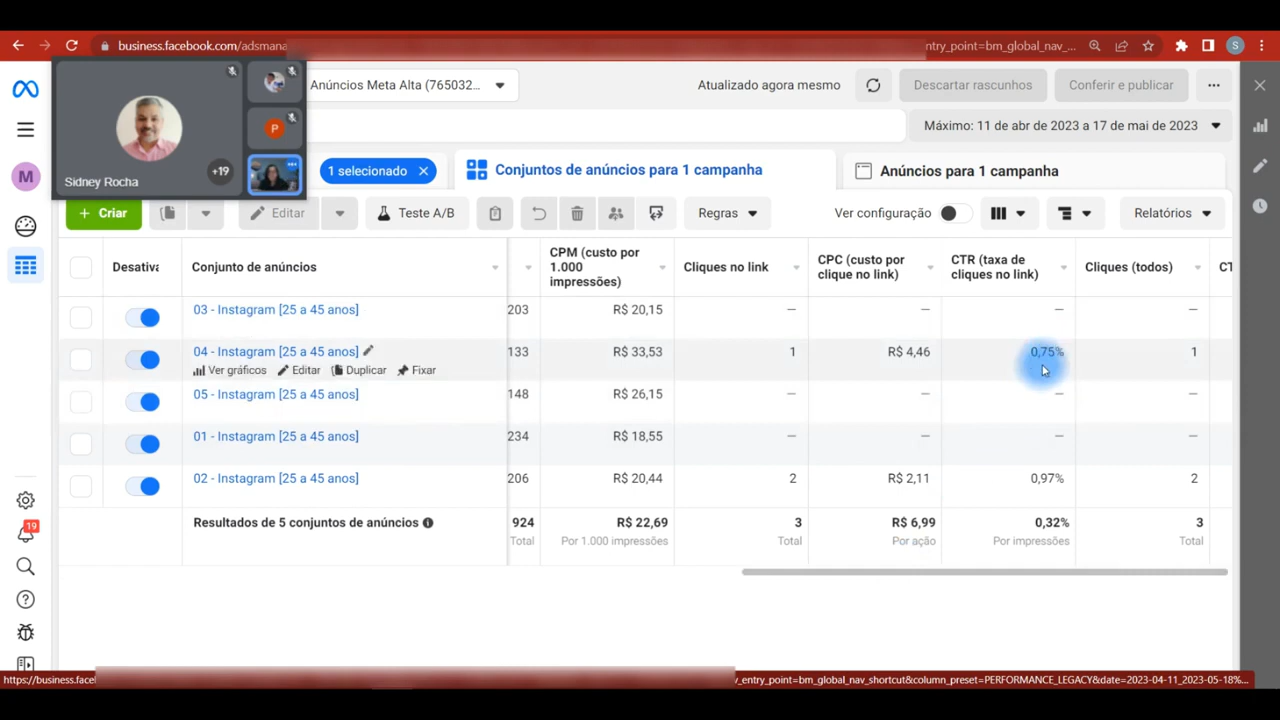 business.facebook.com/adsmana
ntry_point=bm_global_nav_...
S
Anúncios Meta Alta (765032...
Atualizado agora mesmo
Descartar rascunhos
Conferir e publicar
Máximo: 11 de abr de 2023 a 17 de mai de 2023
P
+19
Sidney Rocha
M
1 selecionado
Conjuntos de anúncios para 1 campanha
Anúncios para 1 campanha
+ Criar
Editar
Teste A/B
Regras
Ver configuração
Relatórios
Desativa
Conjunto de anúncios
CPM (custo por
1.000
impressões)
Cliques no link
CPC (custo por
clique no link)
CTR (taxa de
cliques no link)
Cliques (todos)
CT
03 - Instagram [25 a 45 anos] 203 R$ 20,15 — — — —
04 - Instagram [25 a 45 anos] 133 R$ 33,53 1 R$ 4,46 0,75% 1
Ver gráficos Editar Duplicar Fixar
05 - Instagram [25 a 45 anos] 148 R$ 26,15 — — — —
01 - Instagram [25 a 45 anos] 234 R$ 18,55 — — — —
02 - Instagram [25 a 45 anos] 206 R$ 20,44 2 R$ 2,11 0,97% 2
Resultados de 5 conjuntos de anúncios 924 R$ 22,69 3 R$ 6,99 0,32% 3
Total Por 1.000 impressões Total Por ação Por impressões Total
19
https://business.facel
v_entry_point=bm_global_nav_shortcut&column_preset=PERFORMANCE_LEGACY&date=2023-04-11_2023-05-18%...